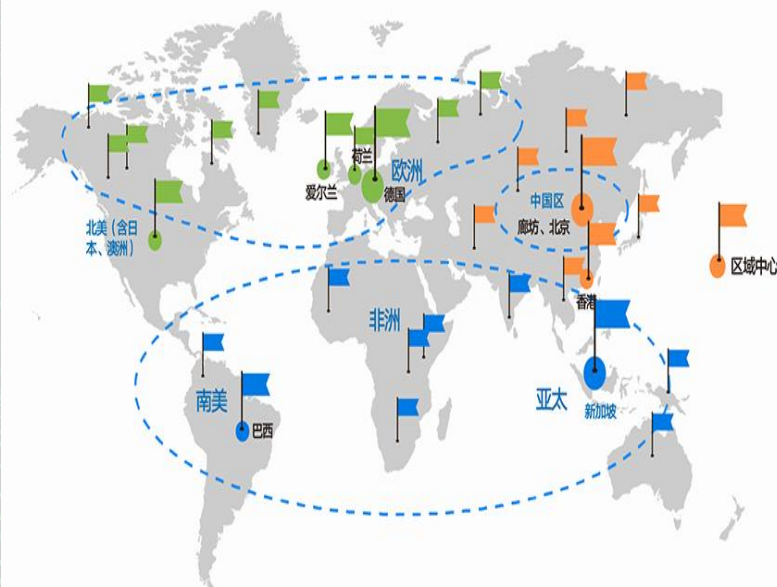 荷兰
欧洲
爱尔兰
德国
中国区
廊坊、北京
北美（含日
本、澳洲）
区域中心
香港
非洲
南美
亚太
新加坡
巴西